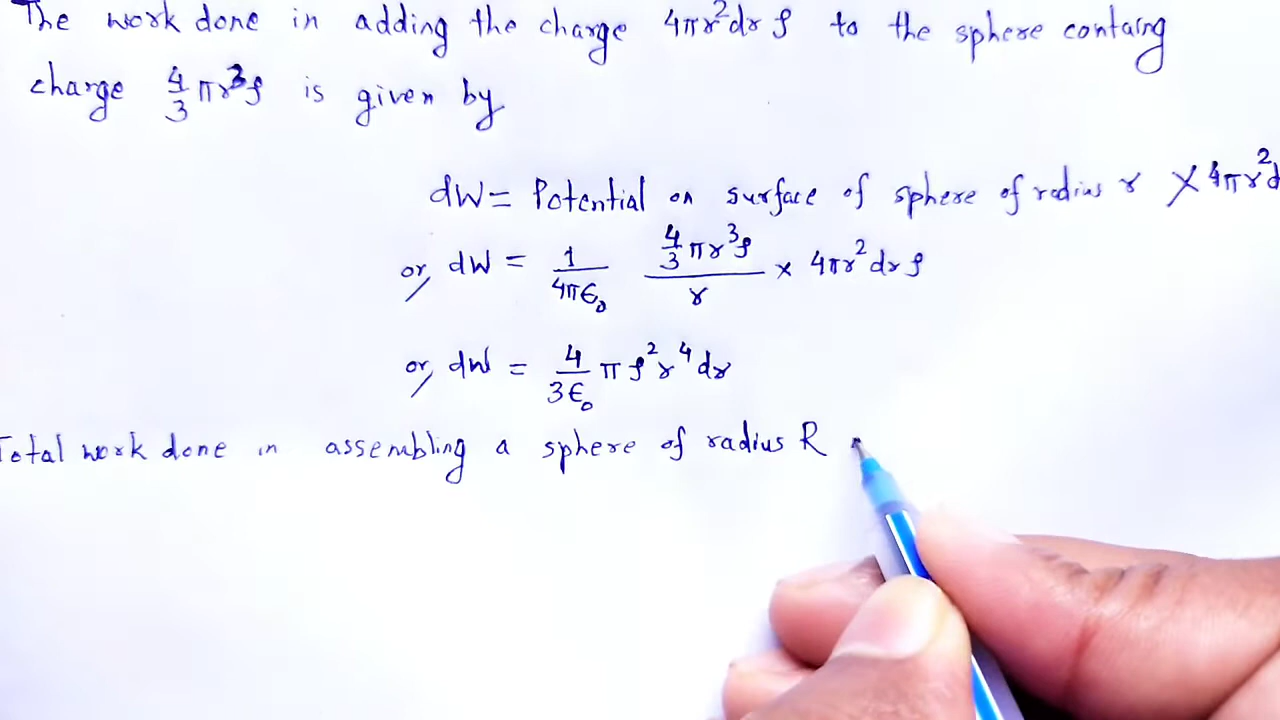 The work done in adding the charge 4πr²dr ρ to the sphere containg
charge 4/3 πr³ρ is given by
dW = Potential on surface of sphere of radius r × 4πr²d
or, dW = 1/4πϵ₀ (4/3 πr³ρ)/r × 4πr²dr ρ
or, dW = 4/3ϵ₀ π ρ²r⁴dr
Total work done in assembling a sphere of radius R